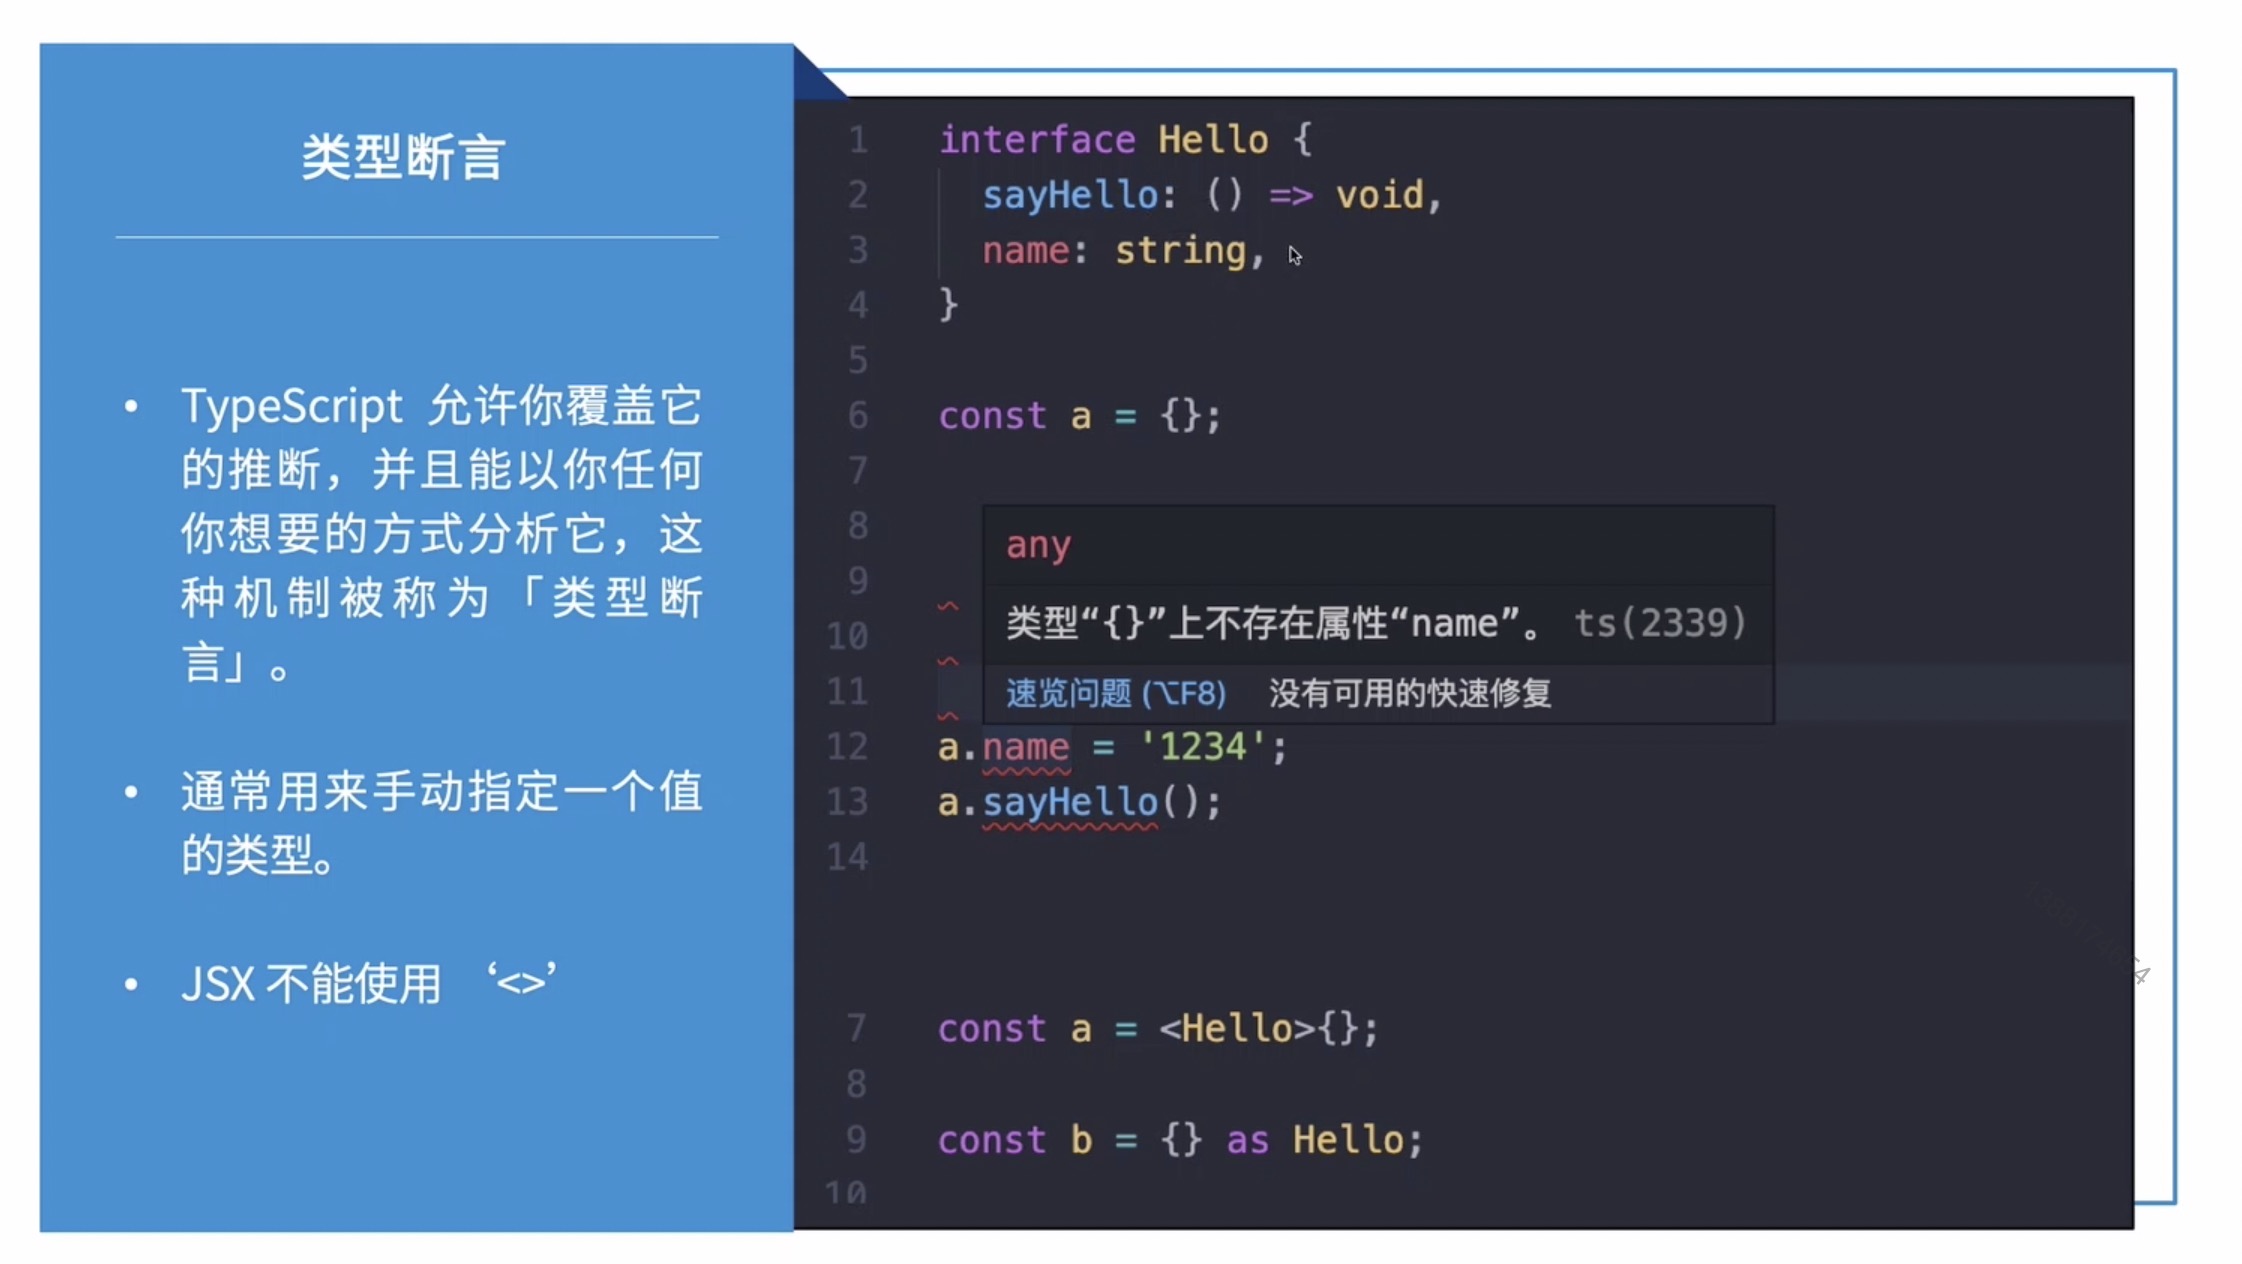 类型断言
• TypeScript 允许你覆盖它
的推断，并且能以你任何
你想要的方式分析它，这
种机制被称为「类型断
言」。
• 通常用来手动指定一个值
的类型。
• JSX 不能使用 ‘<>’
1 interface Hello {
2 sayHello: () => void,
3 name: string,
4 }
5
6 const a = {};
7
8
9
10
11
any
类型“{}”上不存在属性“name”。 ts(2339)
速览问题 (⌥F8) 没有可用的快速修复
12 a.name = '1234';
13 a.sayHello();
14
7 const a = <Hello>{};
8
9 const b = {} as Hello;
10